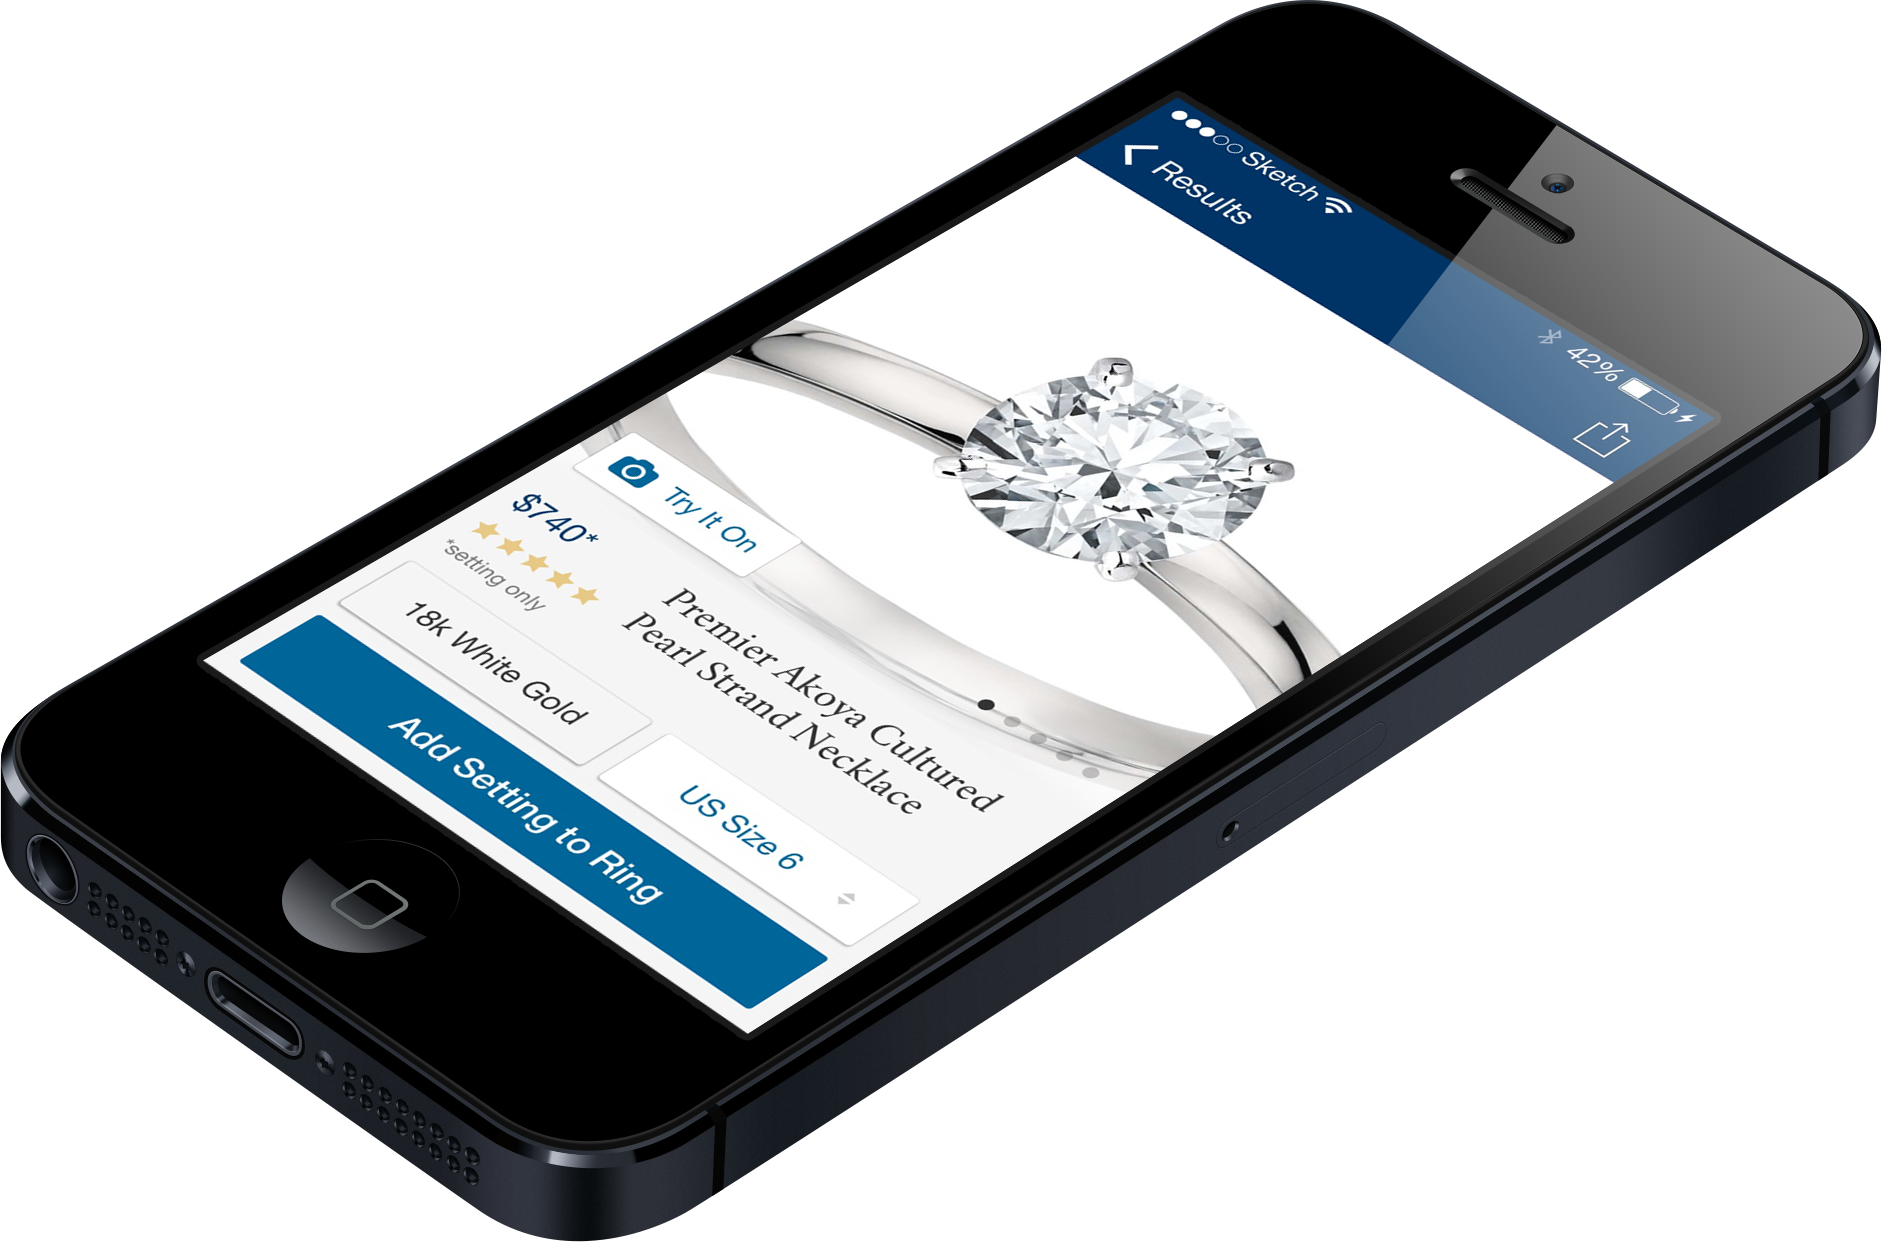 Sketch
42%
Results
Try It On
$740*
*setting only
Premier Akoya Cultured
Pearl Strand Necklace
18k White Gold
US Size 6
Add Setting to Ring